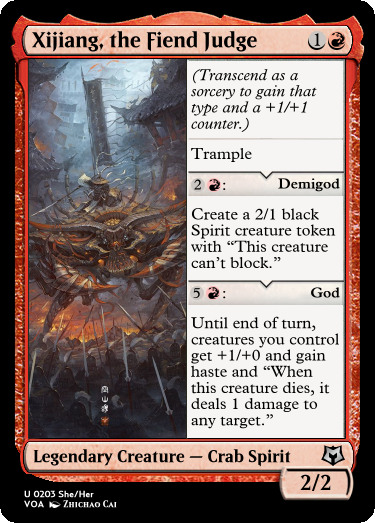 Xijiang, the Fiend Judge 1
(Transcend as a
sorcery to gain that
type and a +1/+1
counter.)
Trample
2 : Demigod
Create a 2/1 black
Spirit creature token
with “This creature
can’t block.”
5 : God
Until end of turn,
creatures you control
get +1/+0 and gain
haste and “When
this creature dies, it
deals 1 damage to
any target.”
Legendary Creature — Crab Spirit
2/2
U 0203 She/Her
VOA Zhichao Cai